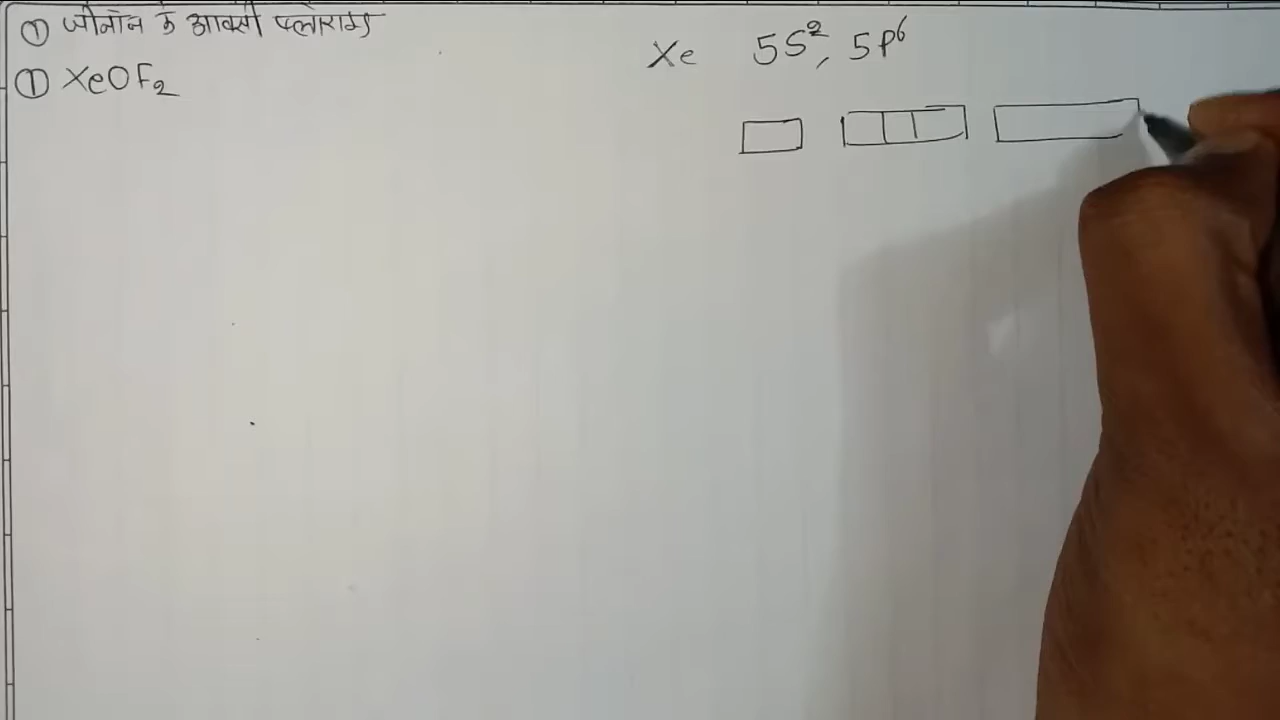 ① जीनॉन के आक्सी फ्लोराइड
① XeOF₂
Xe 5S², 5P⁶